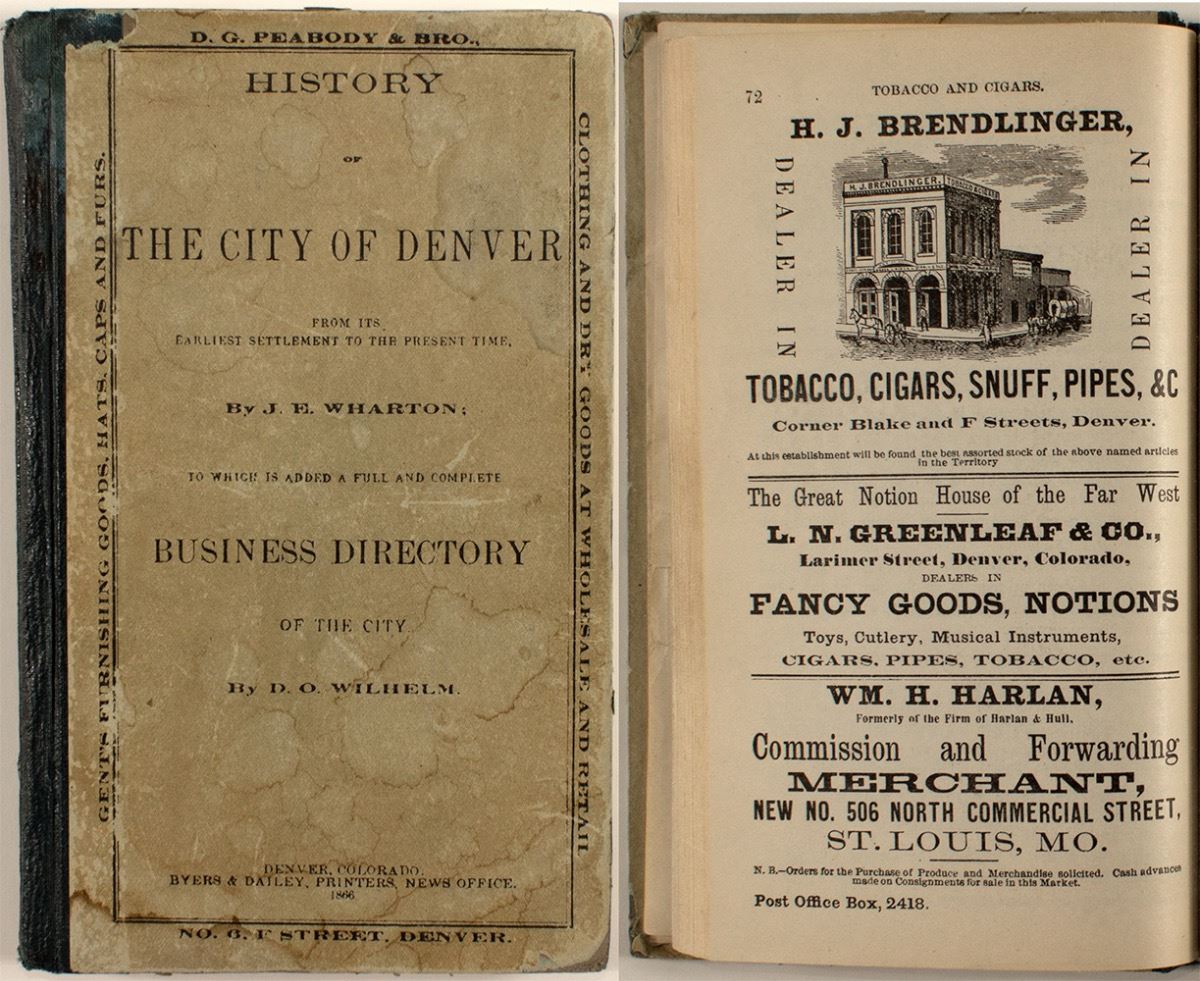 D. G. PEABODY & BRO.,
HISTORY
OF
THE CITY OF DENVER
FROM ITS
EARLIEST SETTLEMENT TO THE PRESENT TIME,
By J. E. WHARTON;
TO WHICH IS ADDED A FULL AND COMPLETE
BUSINESS DIRECTORY
OF THE CITY
By D. O. WILHELM.
DENVER, COLORADO.
BYERS & DAILEY, PRINTERS, NEWS OFFICE.
1866
NO. 6. F STREET, DENVER.
GENT'S FURNISHING GOODS, HATS, CAPS AND FURS.
CLOTHING AND DRY GOODS AT WHOLESALE AND RETAIL
72
TOBACCO AND CIGARS.
H. J. BRENDLINGER,
DEALER IN
H. J. BRENDLINGER. TOBACCO & CIGARS
DEALER IN
TOBACCO, CIGARS, SNUFF, PIPES, &C
Corner Blake and F Streets, Denver.
At this establishment will be found the best assorted stock of the above named articles
in the Territory
The Great Notion House of the Far West
L. N. GREENLEAF & CO.,
Larimer Street, Denver, Colorado,
DEALERS IN
FANCY GOODS, NOTIONS
Toys, Cutlery, Musical Instruments,
CIGARS, PIPES, TOBACCO, etc.
WM. H. HARLAN,
Formerly of the Firm of Harlan & Hull.
Commission and Forwarding
MERCHANT,
NEW NO. 506 NORTH COMMERCIAL STREET,
ST. LOUIS, MO.
N. B.—Orders for the Purchase of Produce and Merchandise solicited. Cash advances
made on Consignments for sale in this Market.
Post Office Box, 2418.